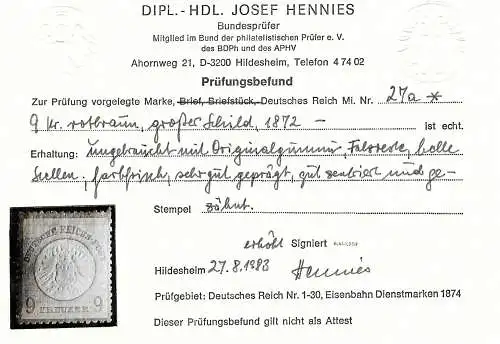 DIPL.-HDL. JOSEF HENNIES
Bundesprüfer
Mitglied im Bund der philatelistischen Prüfer e. V.
des BDPh und des APHV
Ahornweg 21, D-3200 Hildesheim, Telefon 4 74 02
Prüfungsbefund
Zur Prüfung vorgelegte Marke, Brief, Briefstück, Deutsches Reich Mi. Nr. 27a *
9 Kr. rotbraun, großer Schild, 1872 – ist echt.
Erhaltung: ungebraucht mit Originalgummi, Falzreste, helle
Stellen, farbfrisch, sehr gut geprägt, gut zentriert und ge-
Stempel zähnt.
erhöht Signiert
Hildesheim 27.8.1983 Hennies
Prüfgebiet: Deutsches Reich Nr. 1-30, Eisenbahn Dienstmarken 1874
Dieser Prüfungsbefund gilt nicht als Attest
DEUTSCHE REICHS-POST
9 KREUZER 9